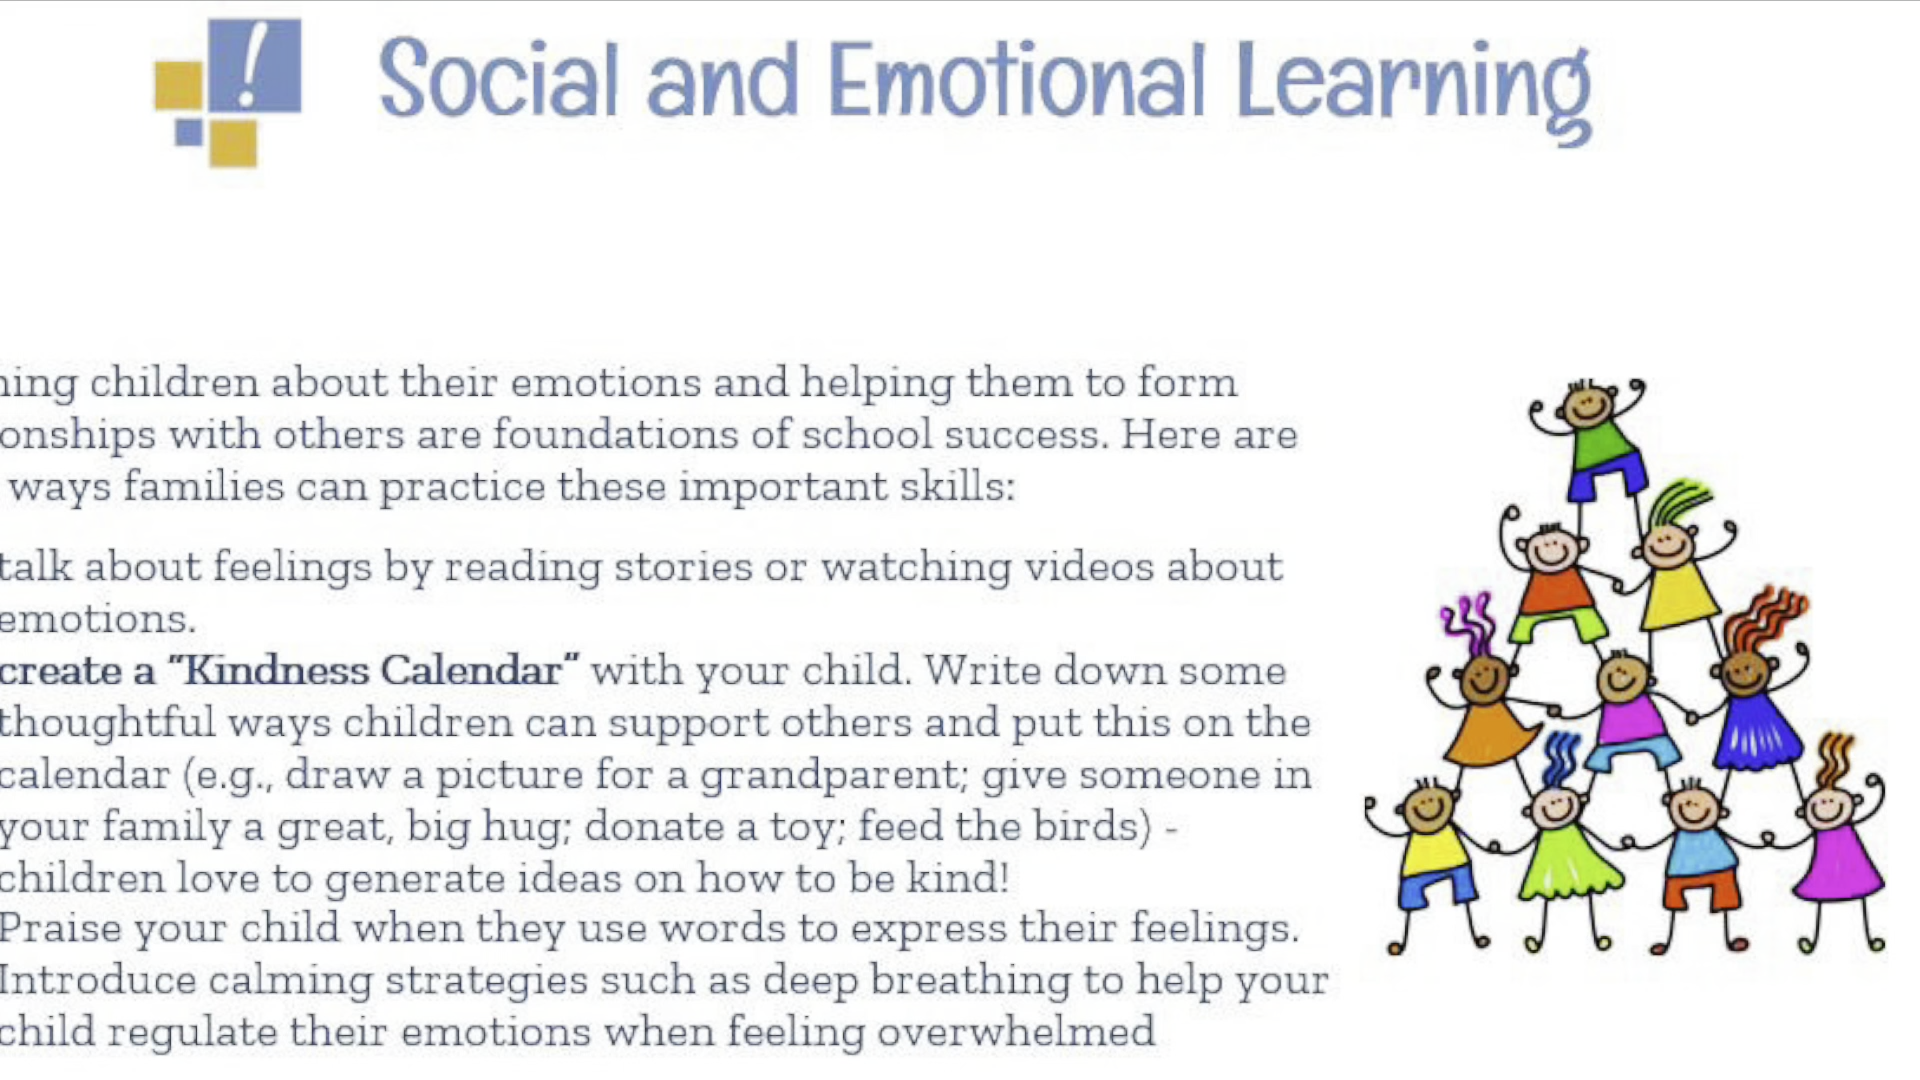 !
Social and Emotional Learning
ing children about their emotions and helping them to form
onships with others are foundations of school success. Here are
ways families can practice these important skills:
talk about feelings by reading stories or watching videos about
emotions.
create a "Kindness Calendar" with your child. Write down some
thoughtful ways children can support others and put this on the
calendar (e.g., draw a picture for a grandparent; give someone in
your family a great, big hug; donate a toy; feed the birds) -
children love to generate ideas on how to be kind!
Praise your child when they use words to express their feelings.
Introduce calming strategies such as deep breathing to help your
child regulate their emotions when feeling overwhelmed